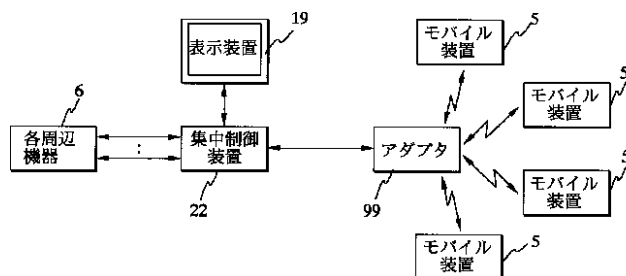 表示装置
19
モバイル
装置
5
6
各周辺
機器
:
集中制御
装置
22
アダプタ
99
モバイル
装置
5
モバイル
装置
5
モバイル
装置
5